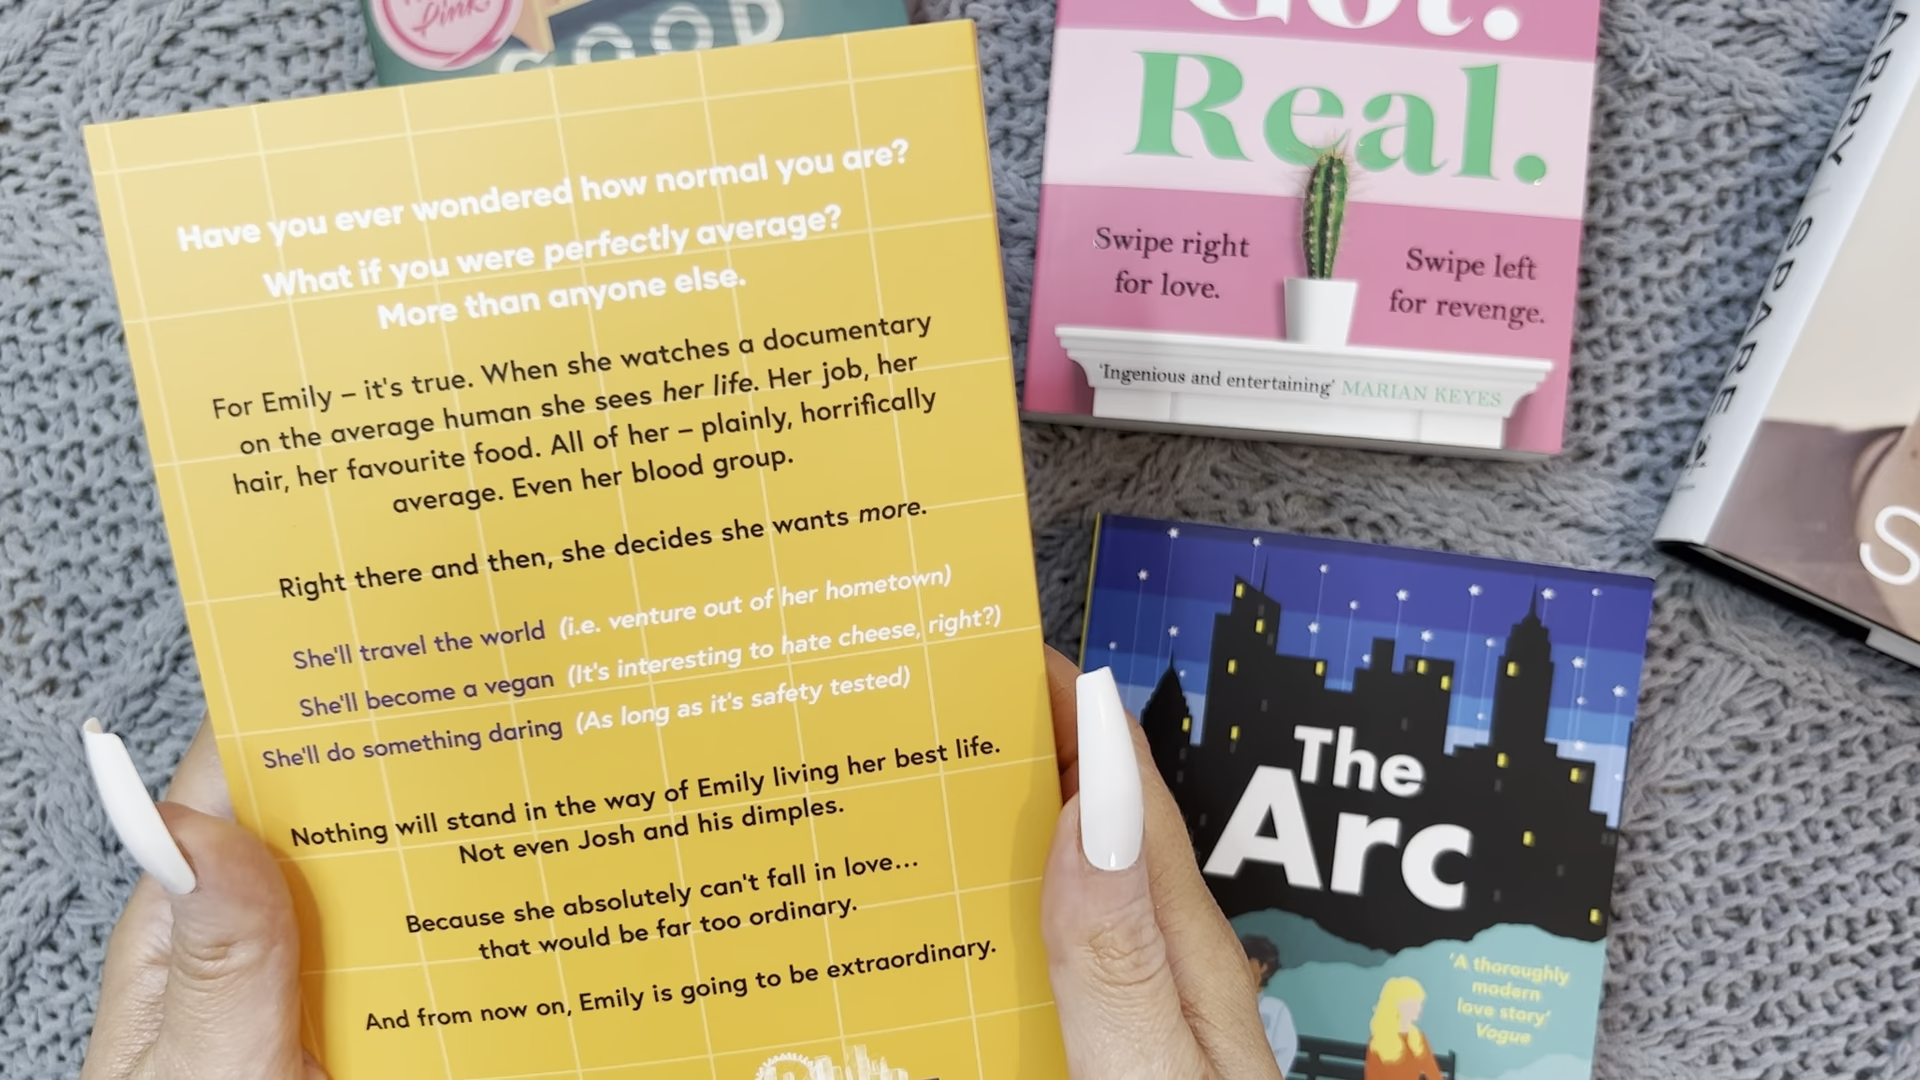 Pink.
GOOD
Have you ever wondered how normal you are?
What if you were perfectly average?
More than anyone else.
For Emily – it's true. When she watches a documentary
on the average human she sees her life. Her job, her
hair, her favourite food. All of her – plainly, horrifically
average. Even her blood group.
Right there and then, she decides she wants more.
She'll travel the world (i.e. venture out of her hometown)
She'll become a vegan (It's interesting to hate cheese, right?)
She'll do something daring (As long as it's safety tested)
Nothing will stand in the way of Emily living her best life.
Not even Josh and his dimples.
Because she absolutely can't fall in love...
that would be far too ordinary.
And from now on, Emily is going to be extraordinary.
Got.
Real.
Swipe right
for love.
Swipe left
for revenge.
'Ingenious and entertaining' MARIAN KEYES
The
Arc
'A thoroughly
modern
love story'
Vogue
ARRY SPARE
S